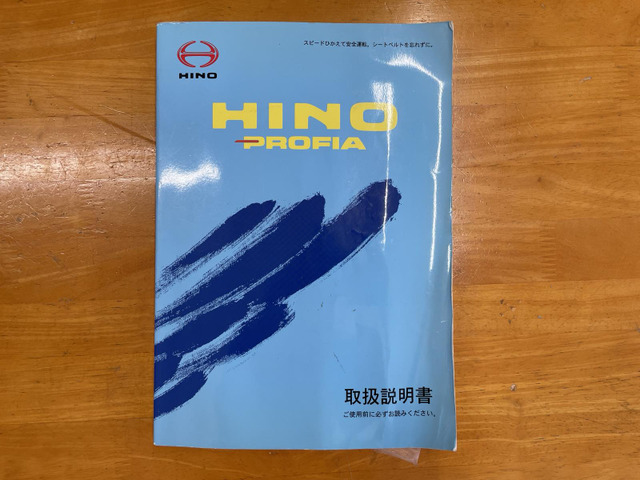 スピードひかえて安全運転。シートベルトを忘れずに。
HINO
HINO
PROFIA
取扱説明書
ご使用前に必ずお読みください。